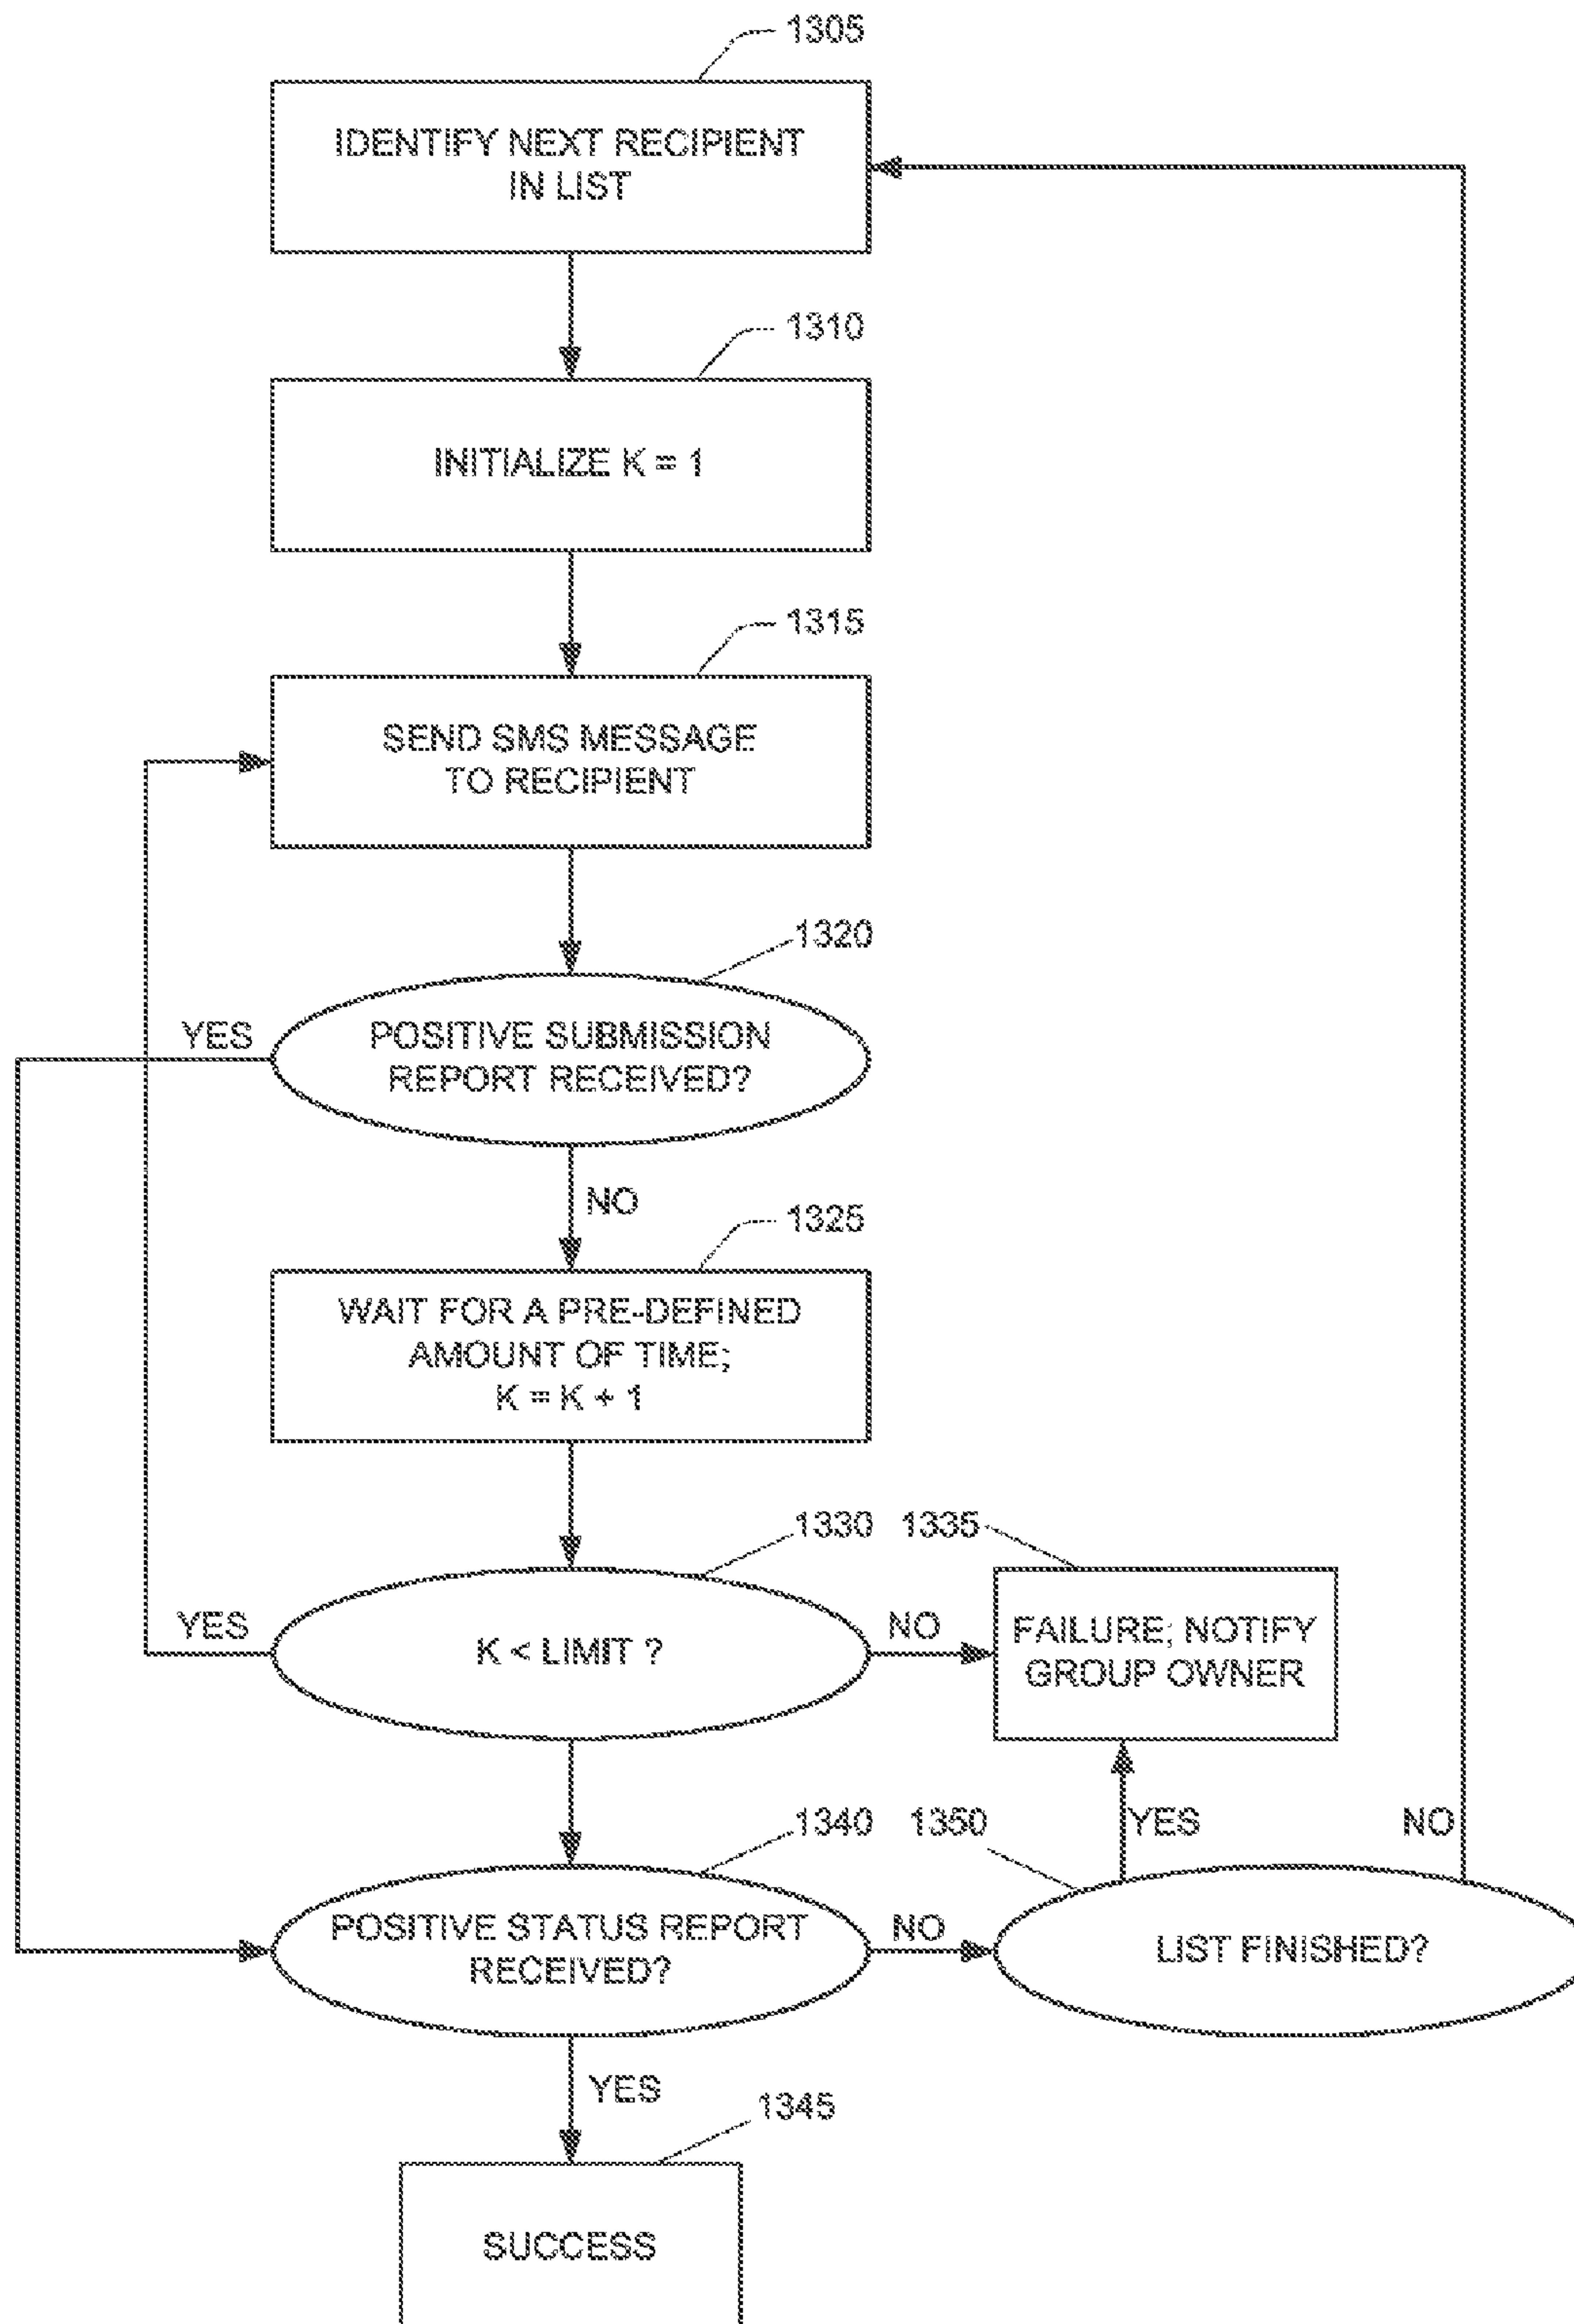 1305
IDENTIFY NEXT RECIPIENT
IN LIST
1310
INITIALIZE K = 1
1315
SEND SMS MESSAGE
TO RECIPIENT
1320
YES
POSITIVE SUBMISSION
REPORT RECEIVED?
NO
1325
WAIT FOR A PRE-DEFINED
AMOUNT OF TIME;
K = K + 1
1330
1335
YES
K < LIMIT ?
NO
FAILURE; NOTIFY
GROUP OWNER
1340
1350
YES
NO
POSITIVE STATUS REPORT
RECEIVED?
NO
LIST FINISHED?
YES
1345
SUCCESS